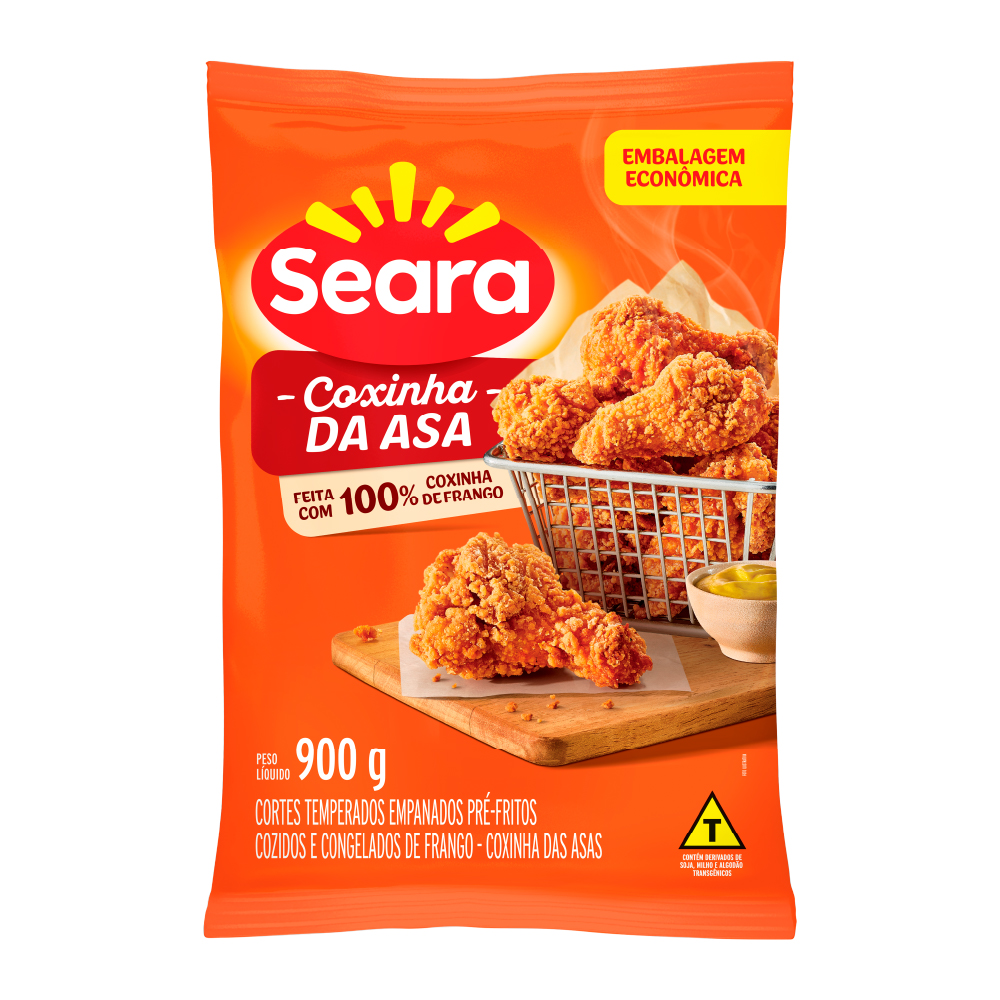 EMBALAGEM
ECONÔMICA
Seara
- Coxinha -
DA ASA
FEITA
COM 100% COXINHA
DE FRANGO
PESO
LÍQUIDO 900 g
CORTES TEMPERADOS EMPANADOS PRÉ-FRITOS
COZIDOS E CONGELADOS DE FRANGO - COXINHA DAS ASAS
T
CONTÉM DERIVADOS DE
SOJA, MILHO E ALGODÃO
TRANSGÊNICOS